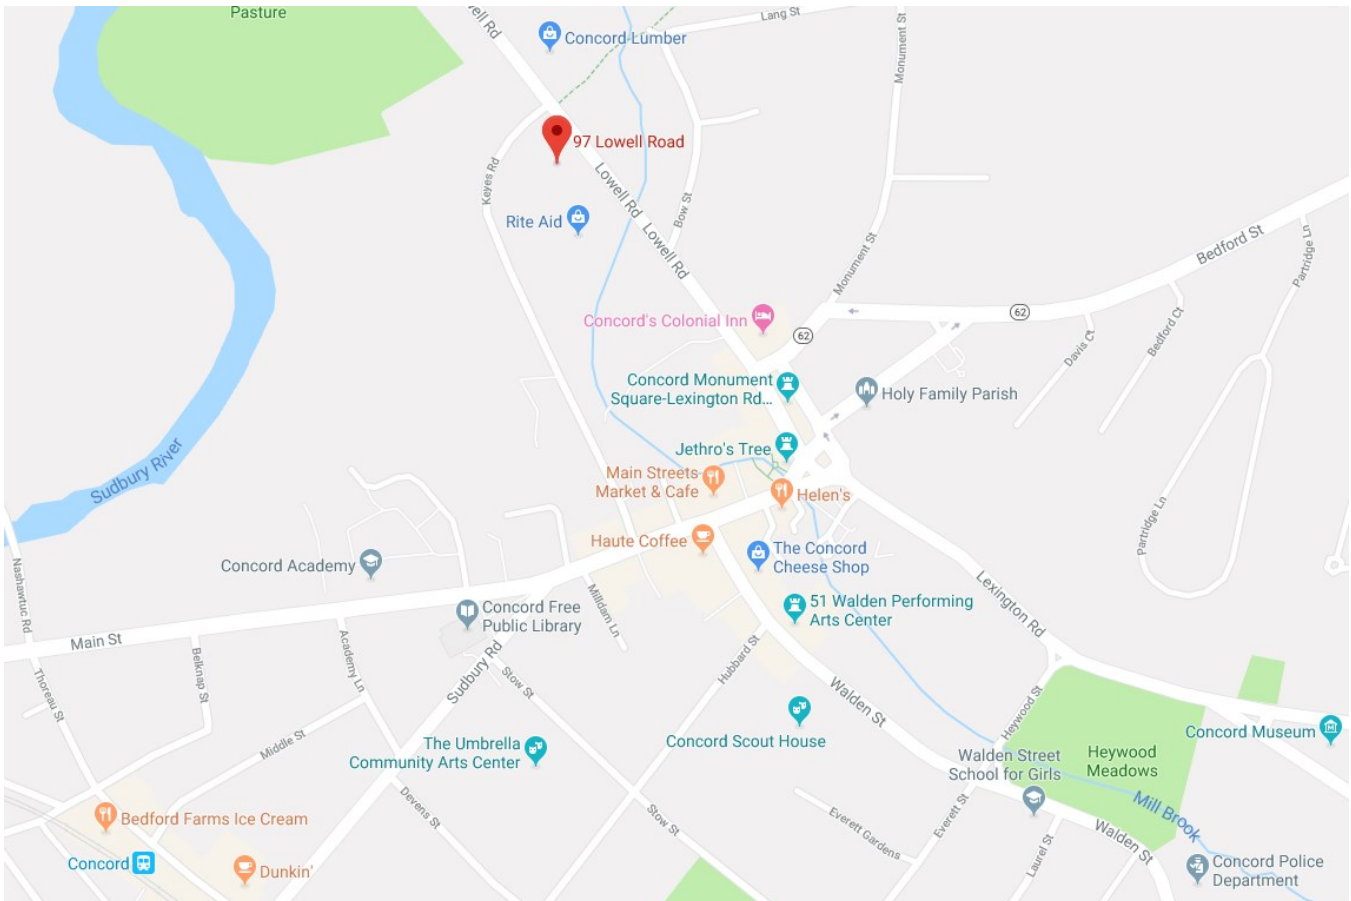 Pasture
Lowell Rd
Concord Lumber
Lang St
Monument St
97 Lowell Road
Keyes Rd
Lowell Rd
Rite Aid
Bow St
Lowell Rd
Monument St
Bedford St
Partridge Ln
Concord's Colonial Inn
62
62
Davis Ct
Bedford Ct
Concord Monument
Square-Lexington Rd...
Holy Family Parish
Jethro's Tree
Sudbury River
Main Streets
Market & Cafe
Helen's
Partridge Ln
Haute Coffee
The Concord
Cheese Shop
Concord Academy
Nashawtuc Rd
Milldam Ln
Concord Free
Public Library
51 Walden Performing
Arts Center
Lexington Rd
Main St
Academy Ln
Belknap St
Thoreau St
Sudbury Rd
Stow St
Hubbard St
Walden St
Heywood St
Middle St
The Umbrella
Community Arts Center
Concord Scout House
Concord Museum
Walden Street
School for Girls
Heywood
Meadows
Bedford Farms Ice Cream
Devens St
Stow St
Everett Gardens
Everett St
Mill Brook
Laurel St
Walden St
Concord
Dunkin'
Concord Police
Department